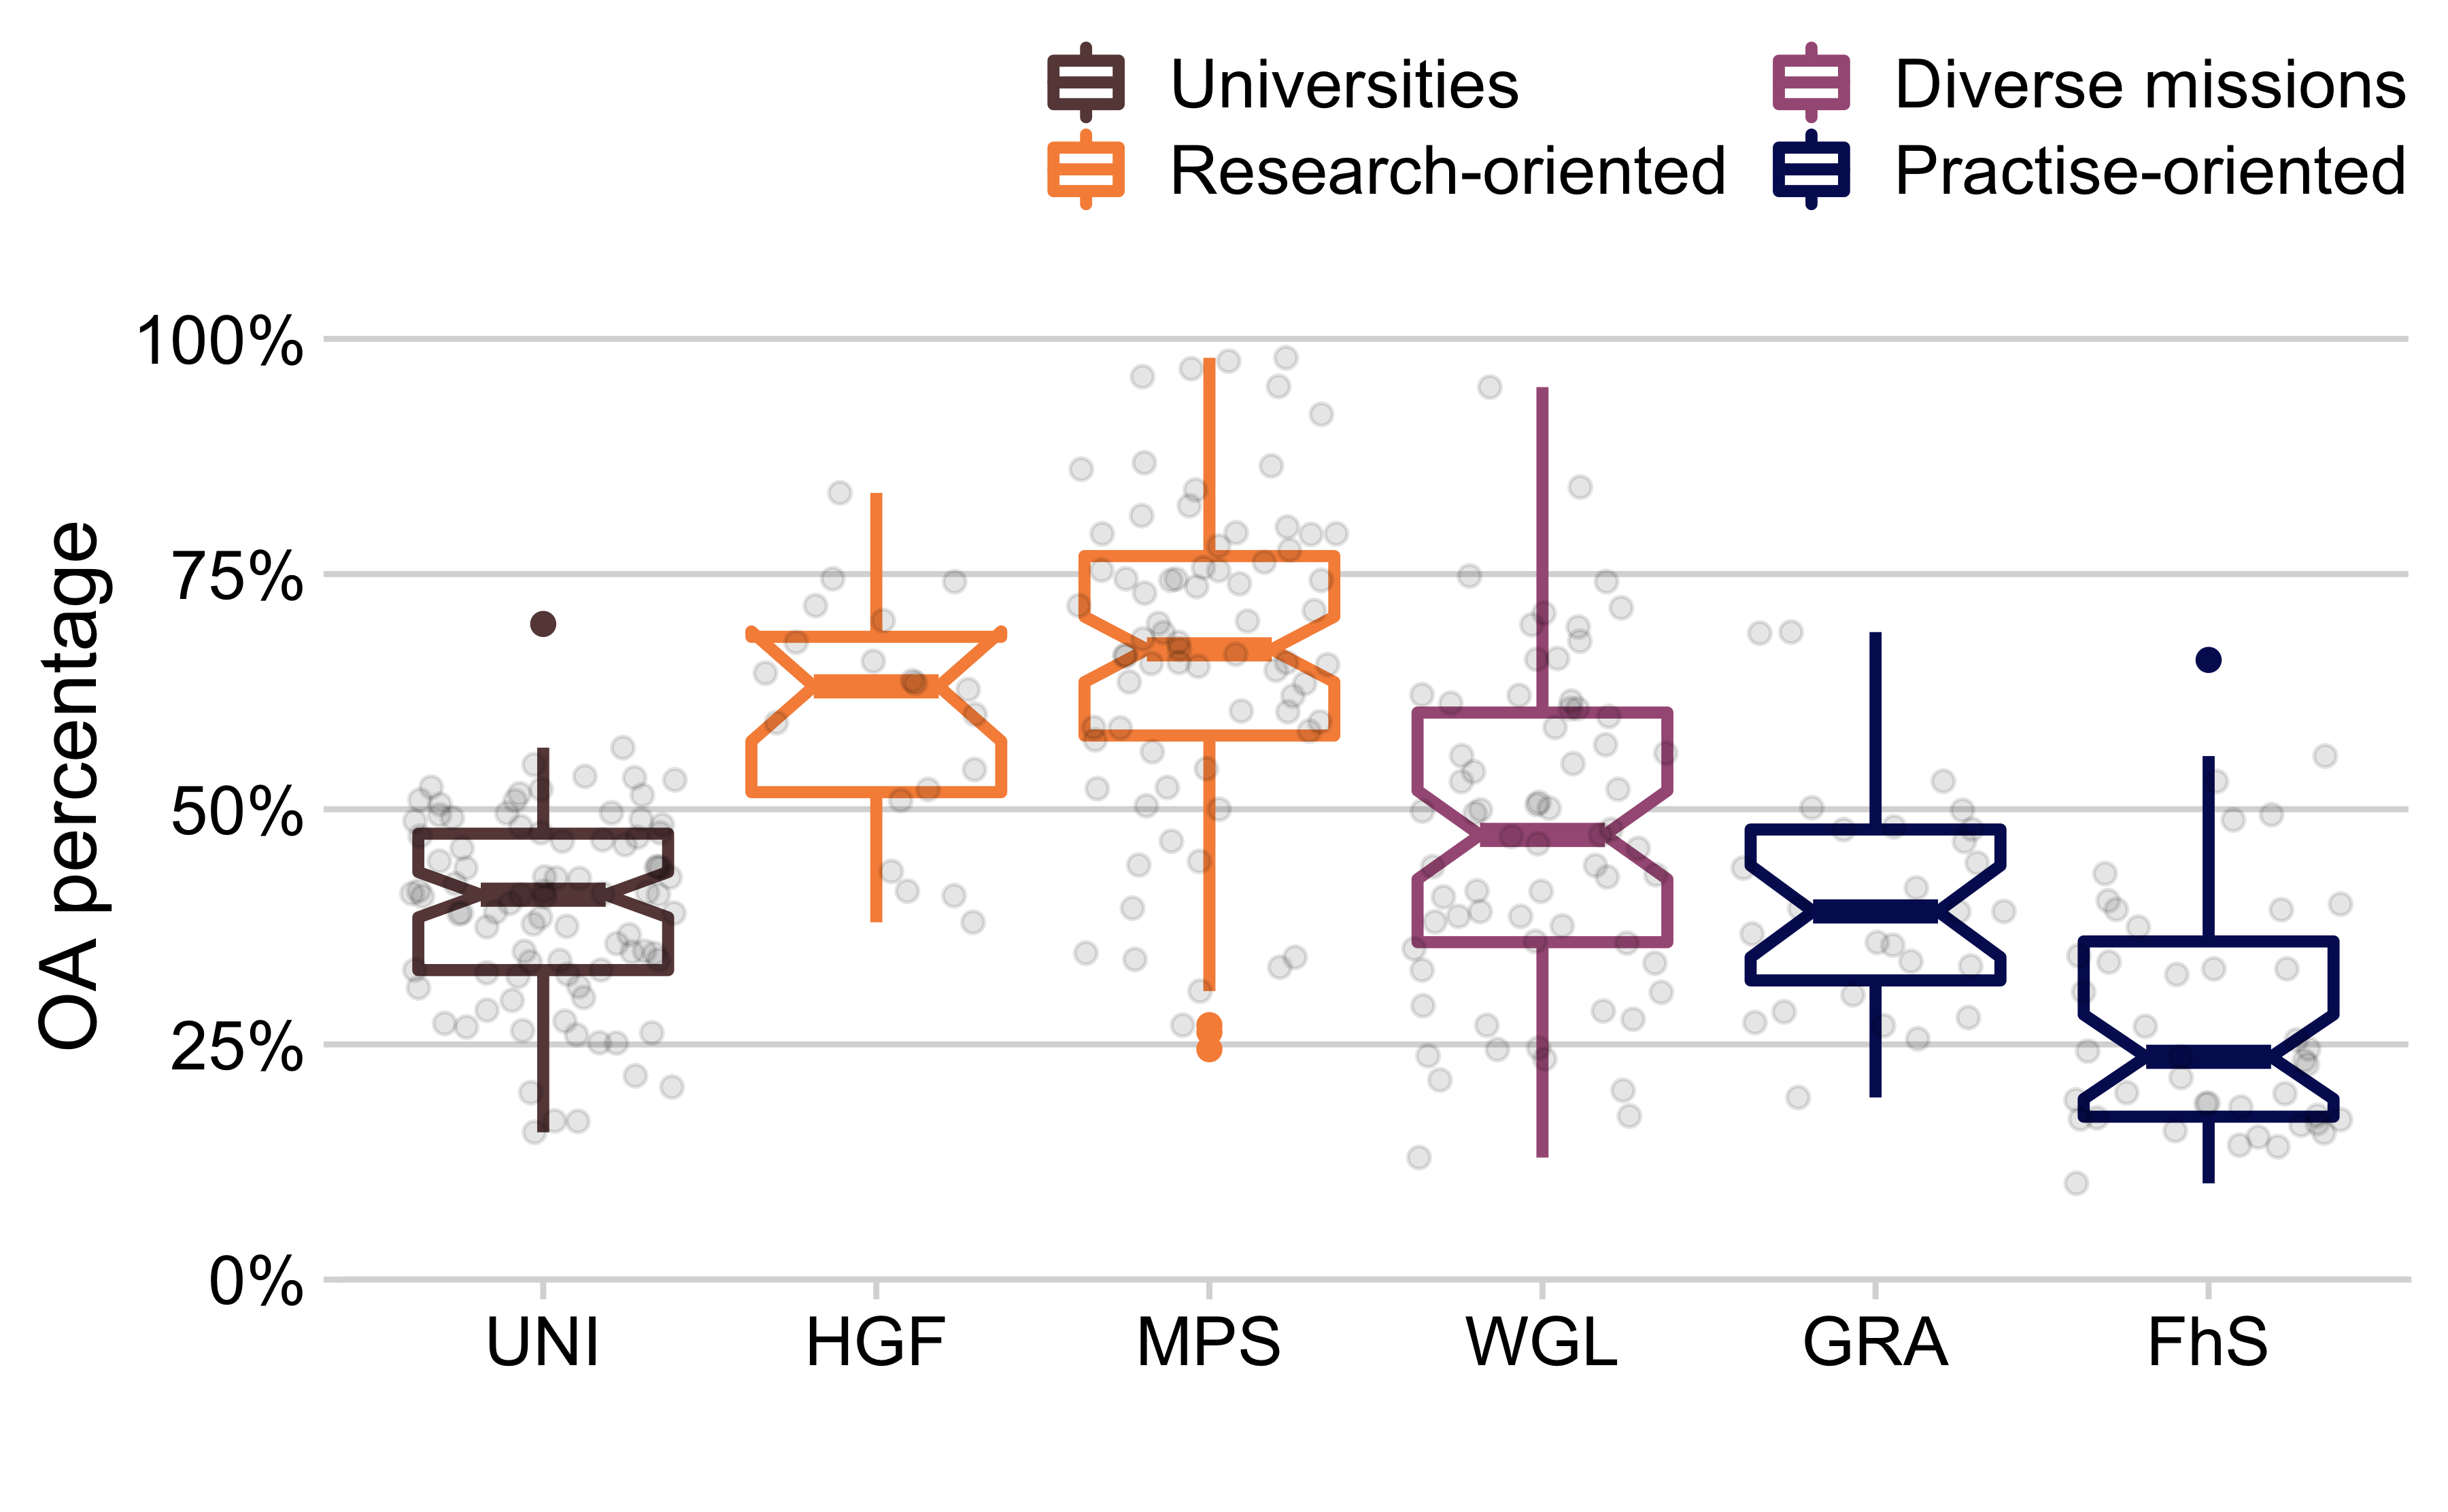 Universities
Diverse missions
Research-oriented
Practise-oriented
100%
75%
50%
25%
0%
OA percentage
UNI
HGF
MPS
WGL
GRA
FhS